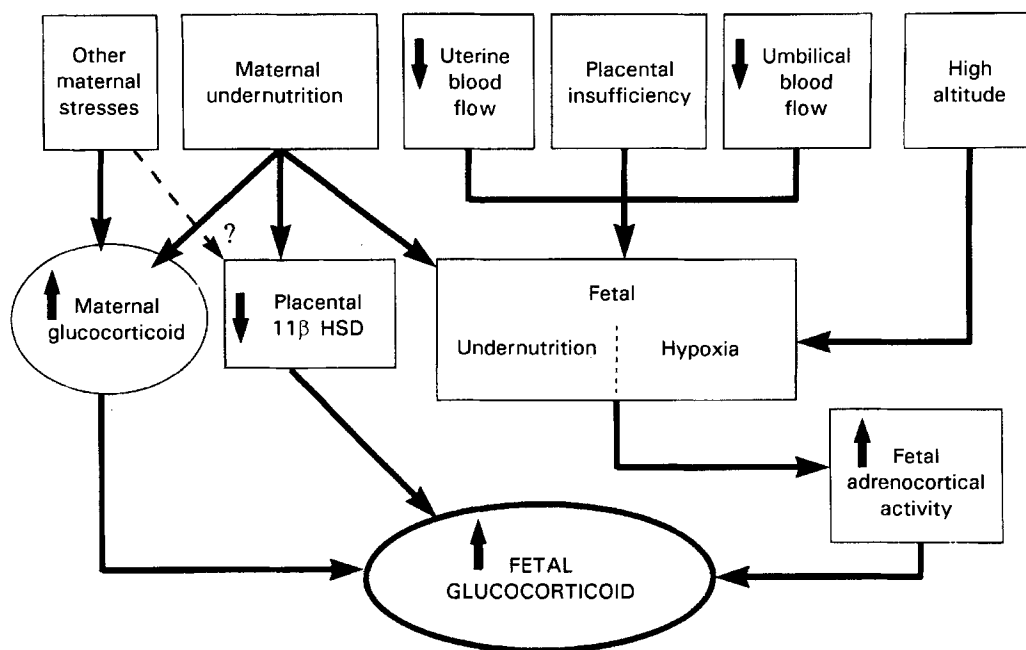 Other
maternal
stresses
Maternal
undernutrition
Uterine
blood
flow
Placental
insufficiency
Umbilical
blood
flow
High
altitude
?
Maternal
glucocorticoid
Placental
11β HSD
Fetal
Undernutrition
Hypoxia
Fetal
adrenocortical
activity
FETAL
GLUCOCORTICOID